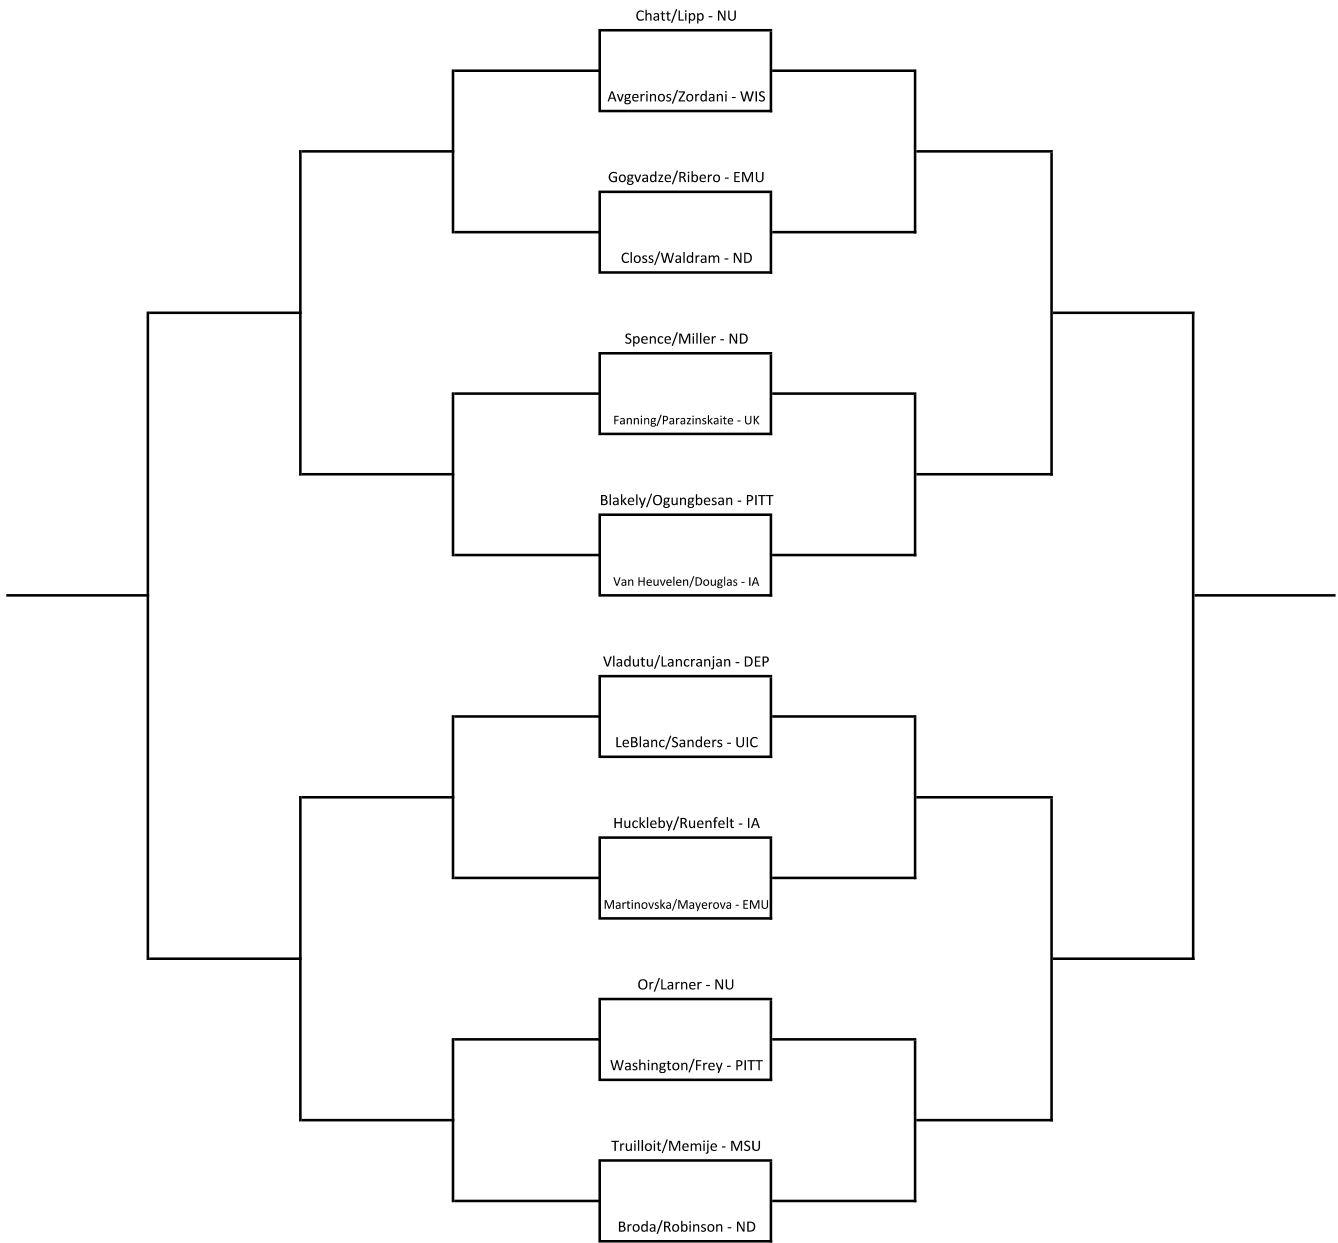 Chatt/Lipp - NU
Avgerinos/Zordani - WIS
Gogvadze/Ribero - EMU
Closs/Waldram - ND
Spence/Miller - ND
Fanning/Parazinskaite - UK
Blakely/Ogungbesan - PITT
Van Heuvelen/Douglas - IA
Vladutu/Lancranjan - DEP
LeBlanc/Sanders - UIC
Huckleby/Ruenfelt - IA
Martinovska/Mayerova - EMU
Or/Larner - NU
Washington/Frey - PITT
Truilloit/Memije - MSU
Broda/Robinson - ND